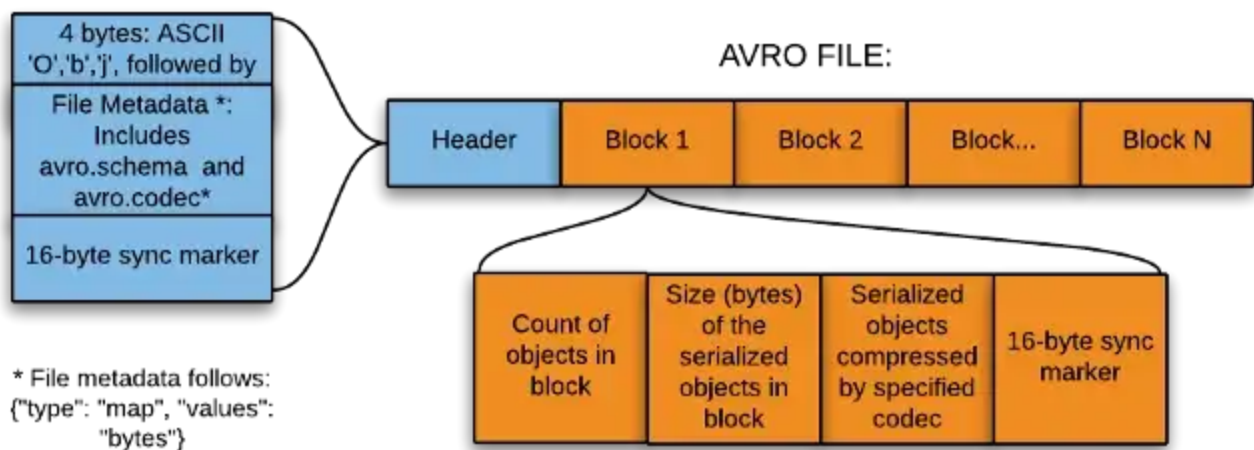 4 bytes: ASCII
'O','b','j', followed by
File Metadata *:
Includes
avro.schema and
avro.codec*
16-byte sync marker
* File metadata follows:
{"type": "map", "values":
"bytes"}
AVRO FILE:
Header
Block 1
Block 2
Block...
Block N
Count of
objects in
block
Size (bytes)
of the
serialized
objects in
block
Serialized
objects
compressed
by specified
codec
16-byte sync
marker